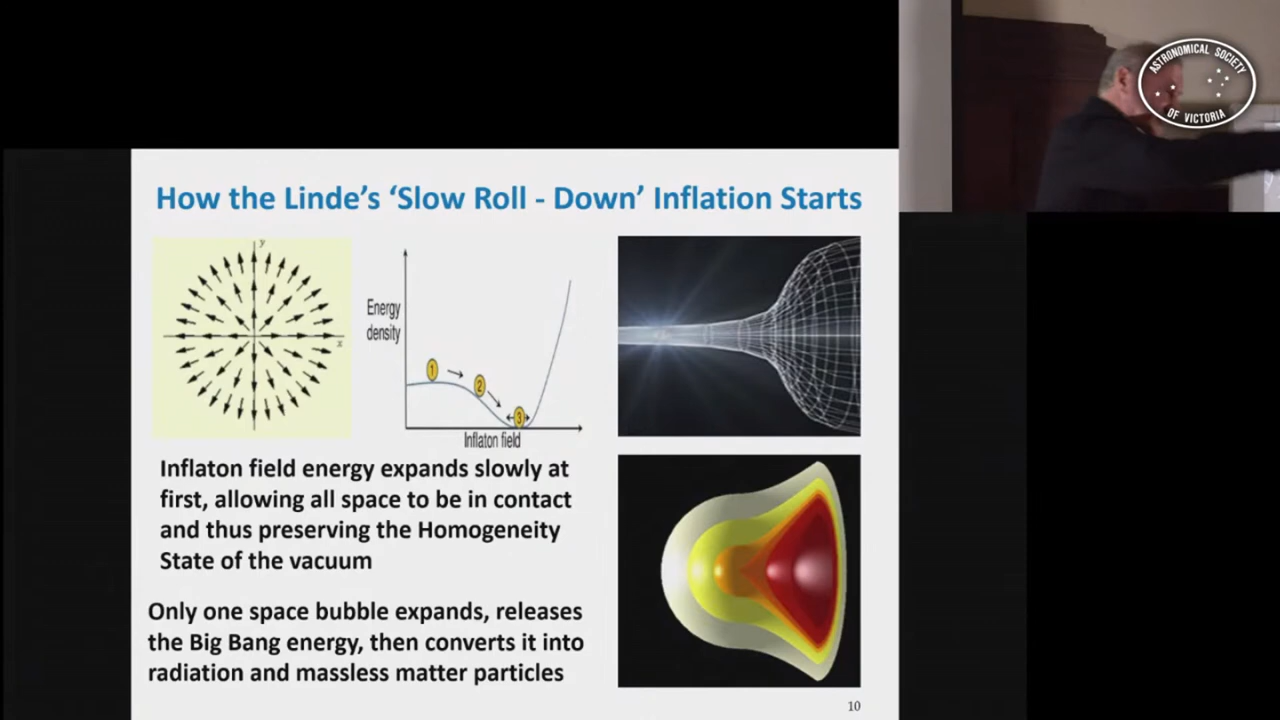 ASTRONOMICAL SOCIETY
OF VICTORIA
How the Linde's 'Slow Roll - Down' Inflation Starts
y
x
Energy
density
1
2
3
Inflaton field
Inflaton field energy expands slowly at
first, allowing all space to be in contact
and thus preserving the Homogeneity
State of the vacuum
Only one space bubble expands, releases
the Big Bang energy, then converts it into
radiation and massless matter particles
10